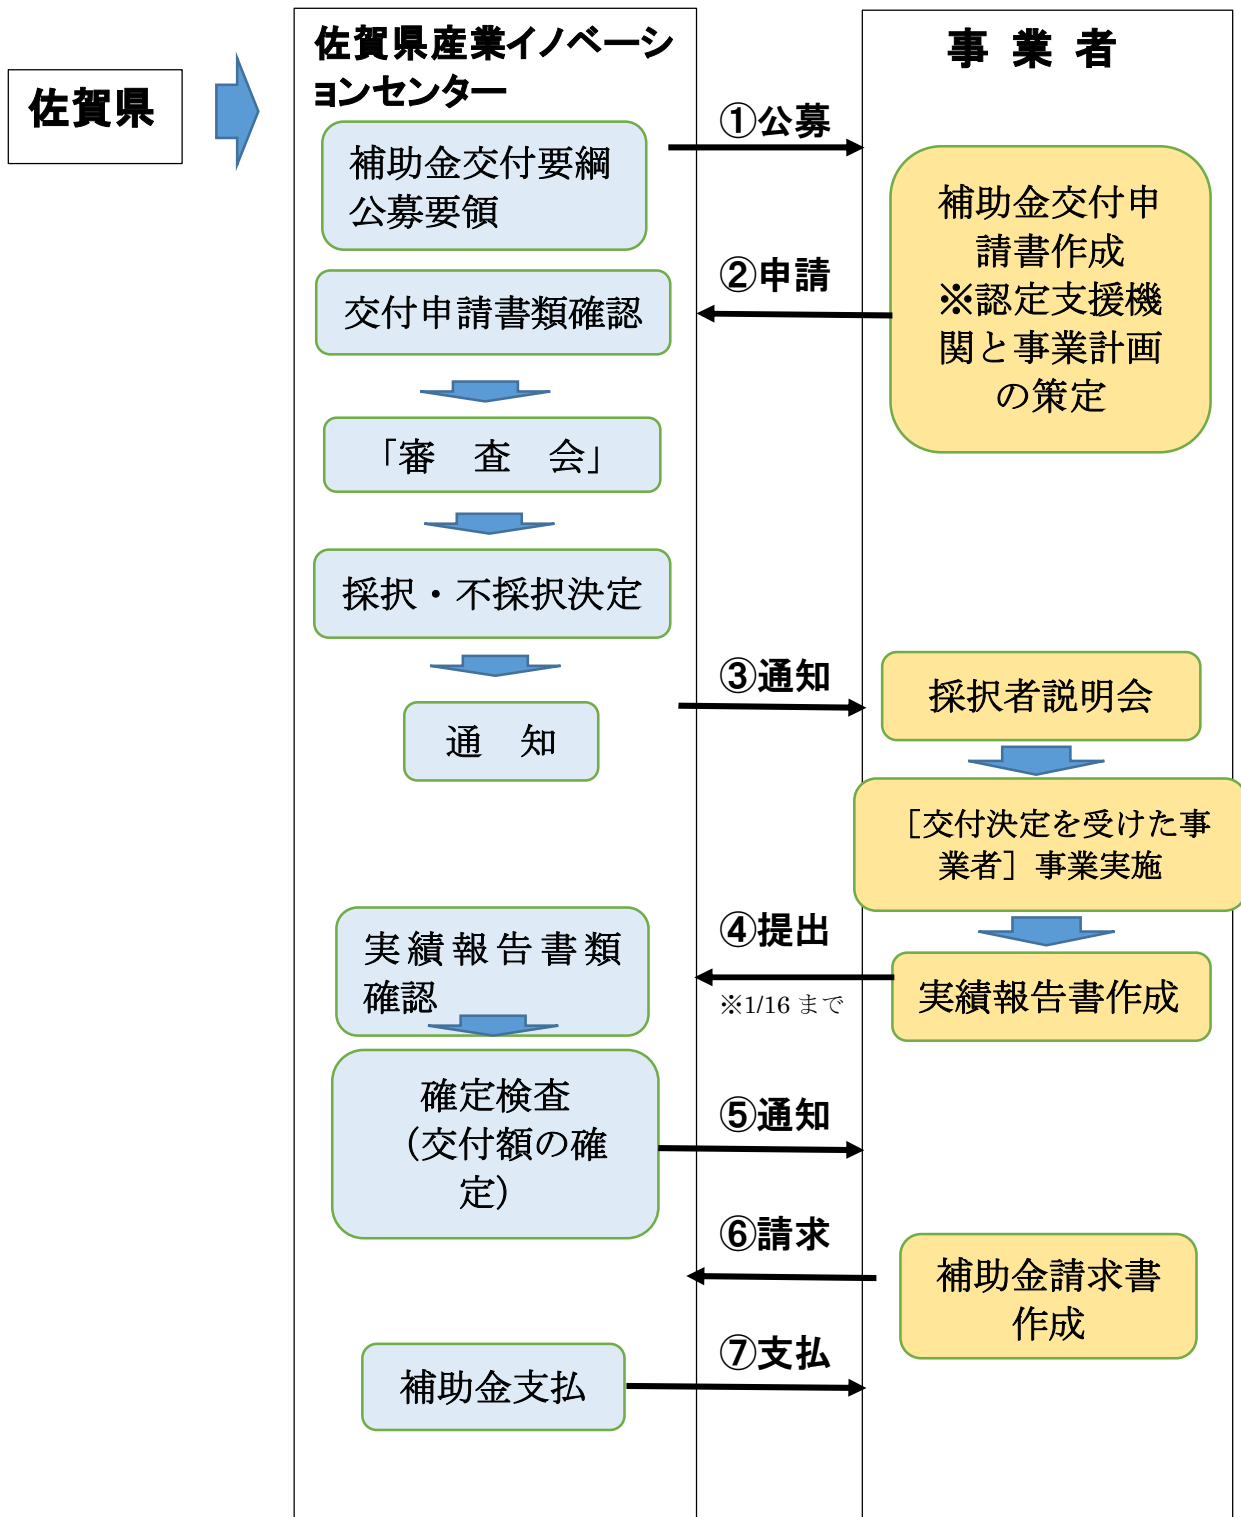 佐賀県
佐賀県産業イノベーシ
ョンセンター
補助金交付要綱
公募要領
交付申請書類確認
「審　査　会」
採択・不採択決定
通　知
実績報告書類
確認
確定検査
（交付額の確
定）
補助金支払
①公募
②申請
③通知
④提出
※1/16 まで
⑤通知
⑥請求
⑦支払
事 業 者
補助金交付申
請書作成
※認定支援機
関と事業計画
の策定
採択者説明会
［交付決定を受けた事
業者］事業実施
実績報告書作成
補助金請求書
作成